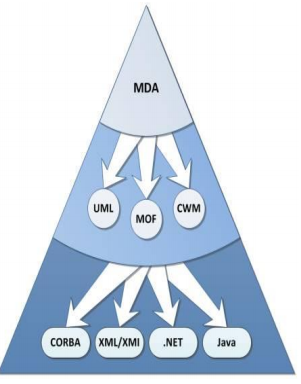 MDA
UML MOF CWM
CORBA XML/XMI .NET Java